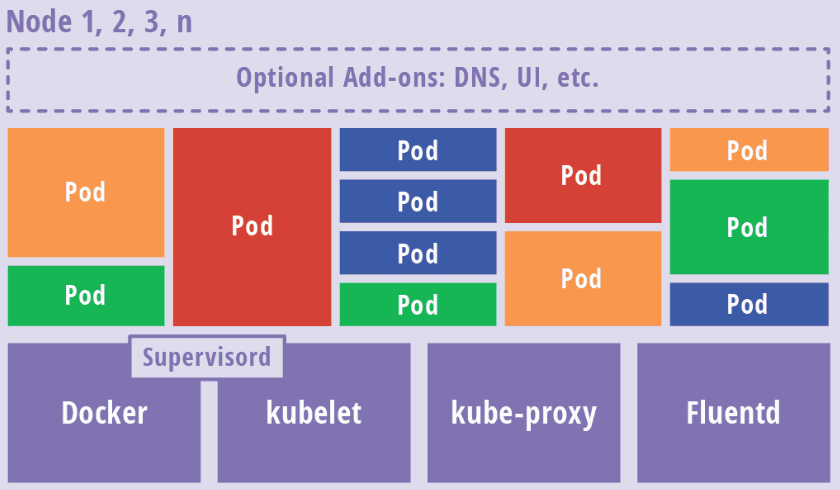 Node 1, 2, 3, n
Optional Add-ons: DNS, UI, etc.
Pod
Pod
Pod
Pod
Pod
Pod
Pod
Pod
Pod
Pod
Pod
Pod
Supervisord
Docker
kubelet
kube-proxy
Fluentd